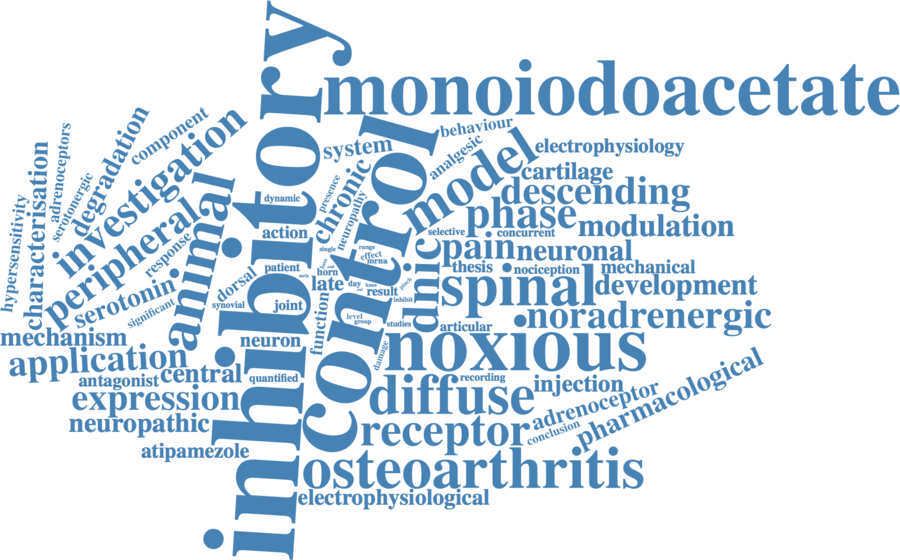 inhibitory
monoiodoacetate
control
behaviour
system
analgesic
model
electrophysiology
cartilage
descending
phase
modulation
selective
concurrent
pain
neuronal
thesis
nociception
mechanical
spinal
development
noradrenergic
articular
noxious
dnic
component
degradation
adrenoceptors
serotonergic
investigation
characterisation
hypersensitivity
peripheral
response
animal
serotonin
significant
mechanism
application
antagonist
central
expression
neuropathic
atipamezole
dynamic
action
presence
chronic
neuropathy
single
range
effect
mrna
patient
horn
dorsal
late
day
knee
result
pinch
inhibit
synovial
joint
function
level
group
studies
neuron
damage
quantified
recording
diffuse
injection
adrenoceptor
conclusion
pharmacological
receptor
osteoarthritis
electrophysiological